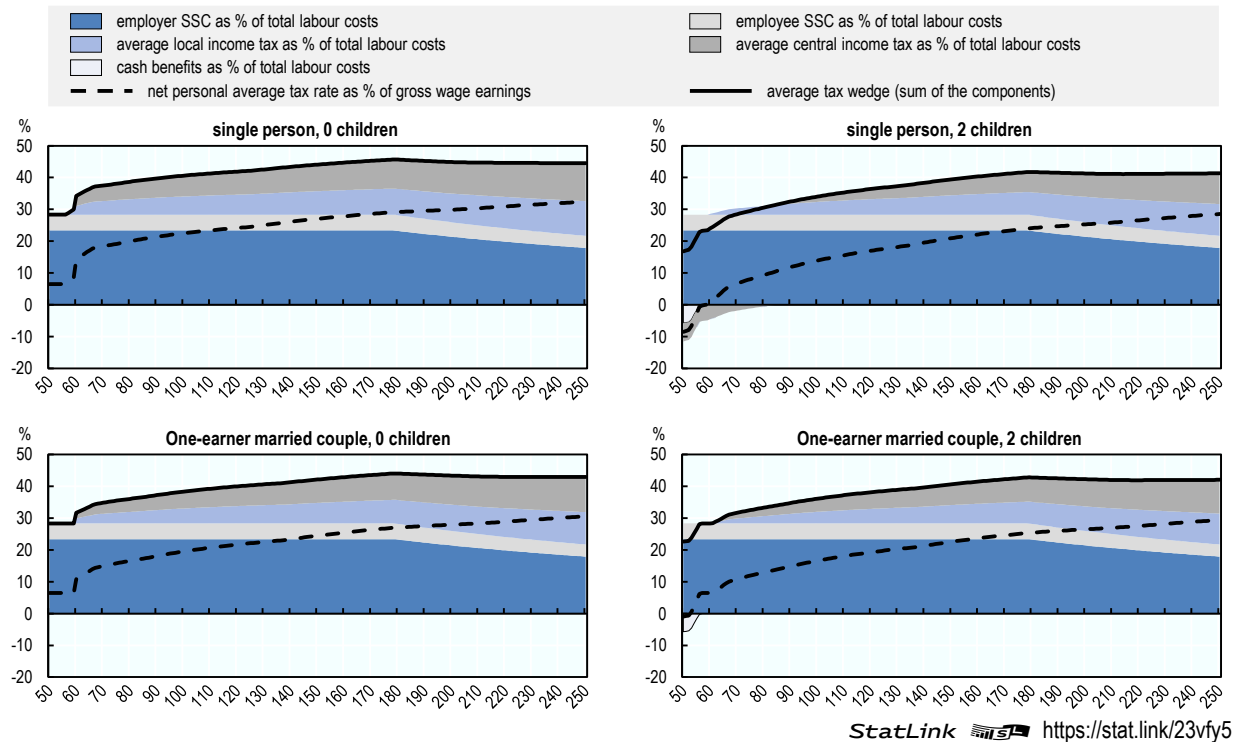 employer SSC as % of total labour costs
employee SSC as % of total labour costs
average local income tax as % of total labour costs
average central income tax as % of total labour costs
cash benefits as % of total labour costs
net personal average tax rate as % of gross wage earnings
average tax wedge (sum of the components)
%
single person, 0 children
50
40
30
20
10
0
-10
-20
50 60 70 80 90 100 110 120 130 140 150 160 170 180 190 200 210 220 230 240 250
%
single person, 2 children
50
40
30
20
10
0
-10
-20
50 60 70 80 90 100 110 120 130 140 150 160 170 180 190 200 210 220 230 240 250
%
One-earner married couple, 0 children
50
40
30
20
10
0
-10
-20
50 60 70 80 90 100 110 120 130 140 150 160 170 180 190 200 210 220 230 240 250
%
One-earner married couple, 2 children
50
40
30
20
10
0
-10
-20
50 60 70 80 90 100 110 120 130 140 150 160 170 180 190 200 210 220 230 240 250
StatLink https://stat.link/23vfy5